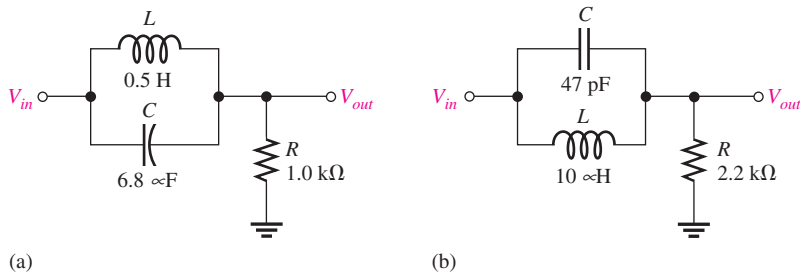 L
0.5 H
V_in
C
V_out
R
1.0 kΩ
6.8 ∝F
(a)
C
47 pF
V_in
L
V_out
R
2.2 kΩ
10 ∝H
(b)